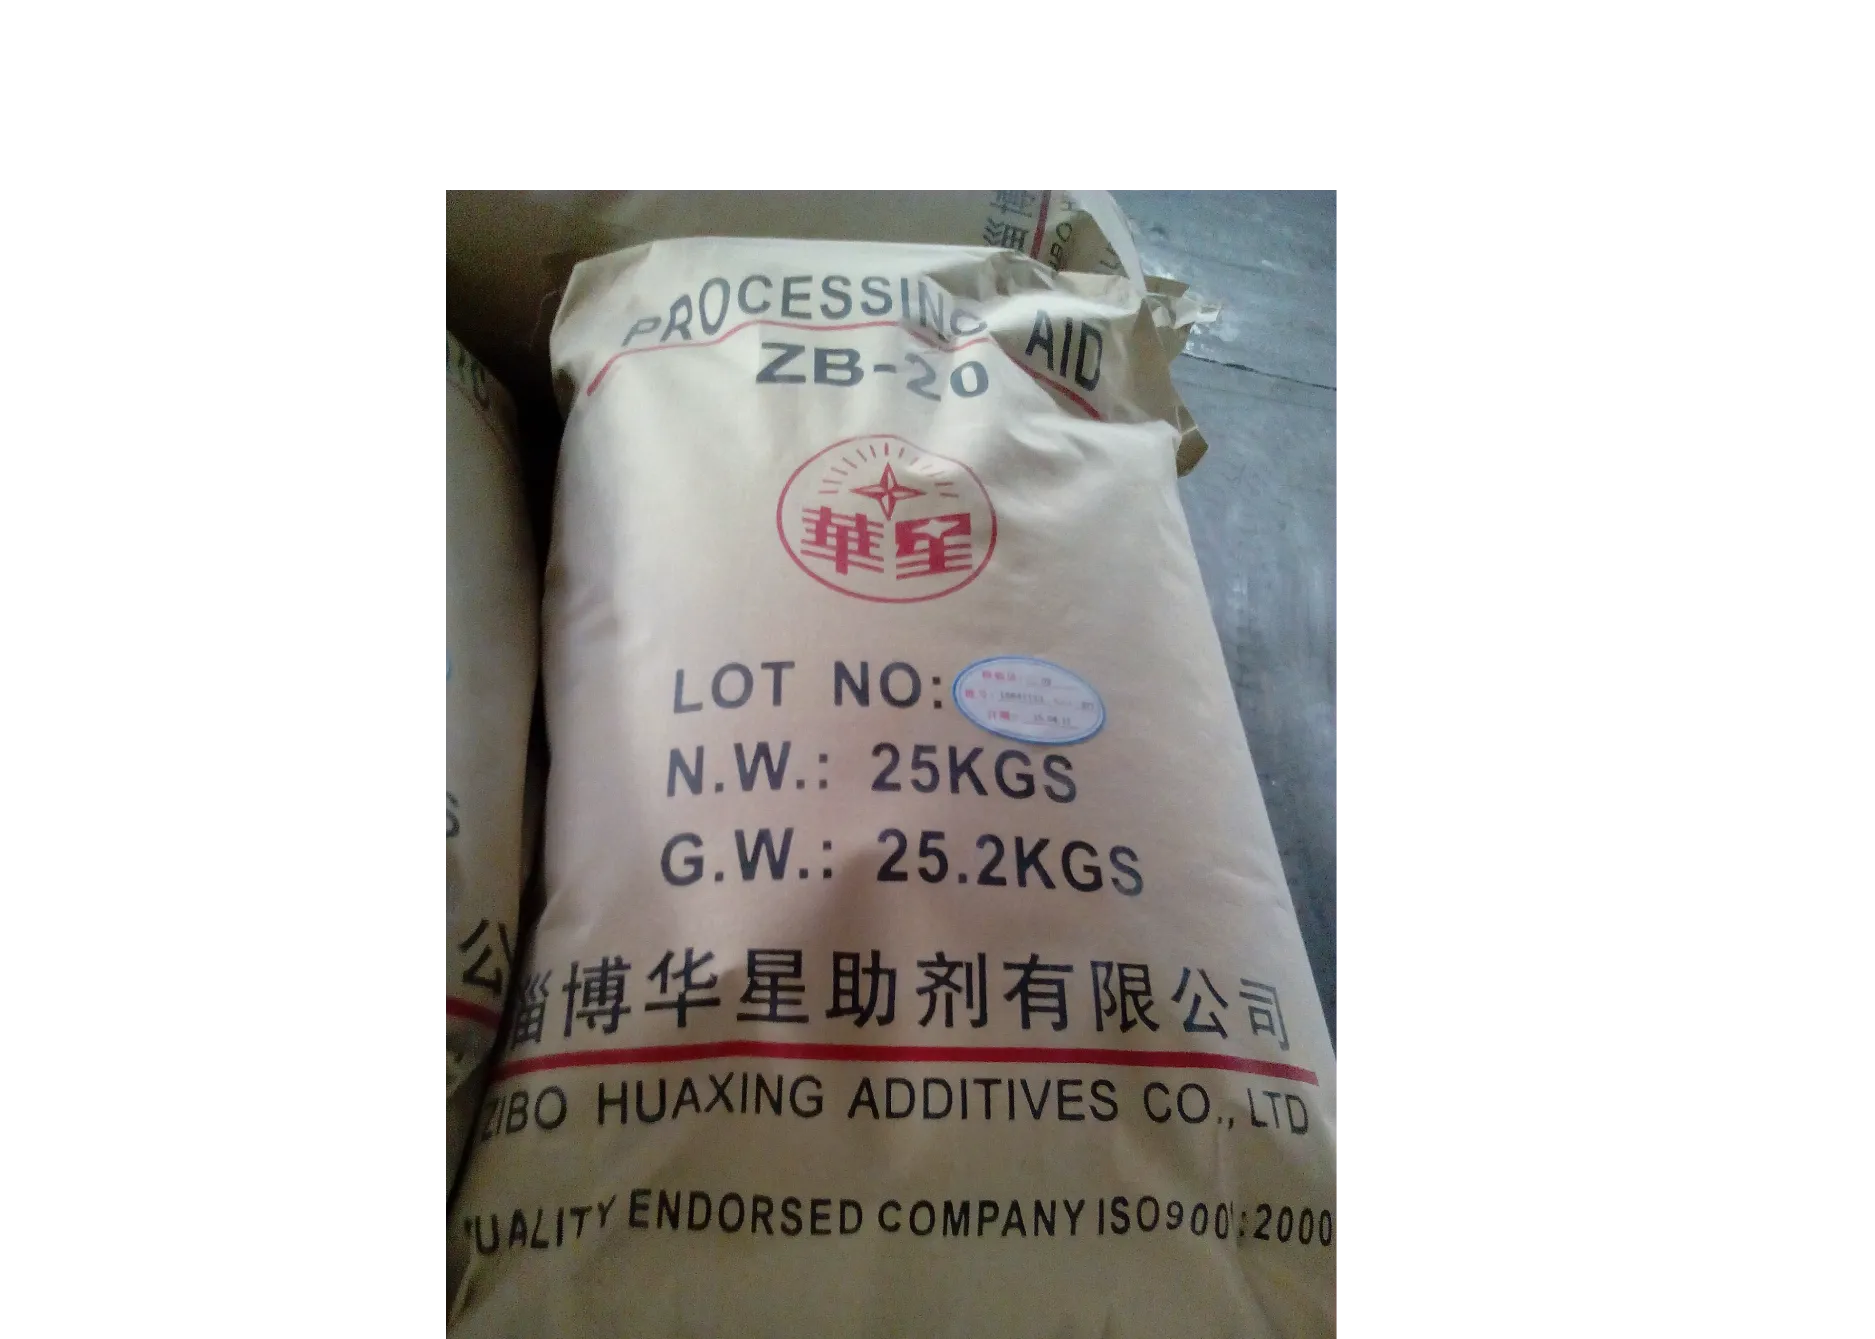 PROCESSING AID
ZB-20
華星
LOT NO:
N.W.: 25KGS
G.W.: 25.2KGS
淄博华星助剂有限公司
ZIBO HUAXING ADDITIVES CO., LTD
QUALITY ENDORSED COMPANY ISO9001:2000